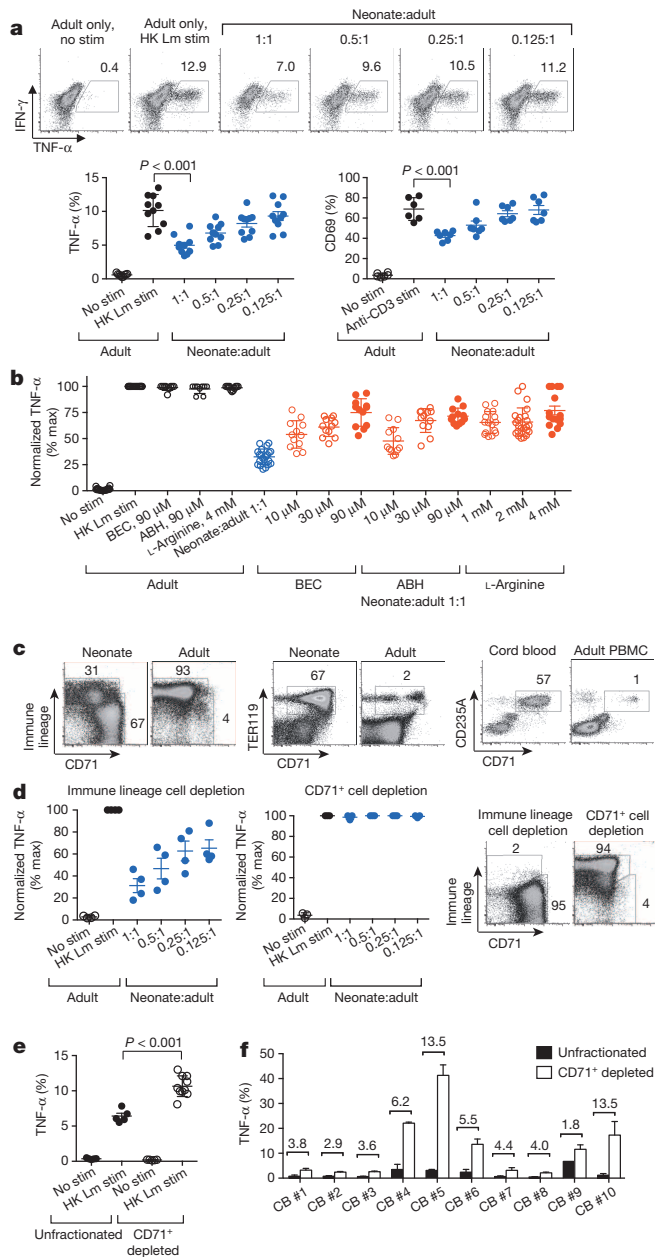 a
Adult only,
no stim
Adult only,
HK Lm stim
Neonate:adult
1:1
0.5:1
0.25:1
0.125:1
0.4
12.9
7.0
9.6
10.5
11.2
IFN-γ
TNF-α
P < 0.001
TNF-α (%)
15
10
5
0
No stim
HK Lm stim
1:1
0.5:1
0.25:1
0.125:1
Adult
Neonate:adult
P < 0.001
CD69 (%)
100
80
60
40
20
0
No stim
Anti-CD3 stim
1:1
0.5:1
0.25:1
0.125:1
Adult
Neonate:adult
b
Normalized TNF-α
(% max)
100
75
50
25
0
No stim
HK Lm stim
BEC, 90 μM
ABH, 90 μM
L-Arginine, 4 mM
Neonate:adult 1:1
10 μM
30 μM
90 μM
10 μM
30 μM
90 μM
1 mM
2 mM
4 mM
Adult
BEC
ABH
L-Arginine
Neonate:adult 1:1
c
Neonate
Adult
31
93
67
4
Immune
lineage
CD71
Neonate
Adult
67
2
TER119
CD71
Cord blood
Adult PBMC
57
1
CD235A
CD71
d
Immune lineage cell depletion
Normalized TNF-α
(% max)
100
80
60
40
20
0
No stim
HK Lm stim
1:1
0.5:1
0.25:1
0.125:1
Adult
Neonate:adult
CD71+ cell depletion
Normalized TNF-α
(% max)
100
80
60
40
20
0
No stim
HK Lm stim
1:1
0.5:1
0.25:1
0.125:1
Adult
Neonate:adult
Immune lineage
cell depletion
CD71+ cell
depletion
2
94
95
4
Immune
lineage
CD71
e
P < 0.001
TNF-α (%)
15
10
5
0
No stim
HK Lm stim
No stim
HK Lm stim
Unfractionated
CD71+
depleted
f
TNF-α (%)
50
40
30
20
10
0
3.8
2.9
3.6
6.2
13.5
5.5
4.4
4.0
1.8
13.5
Unfractionated
CD71+ depleted
CB #1
CB #2
CB #3
CB #4
CB #5
CB #6
CB #7
CB #8
CB #9
CB #10